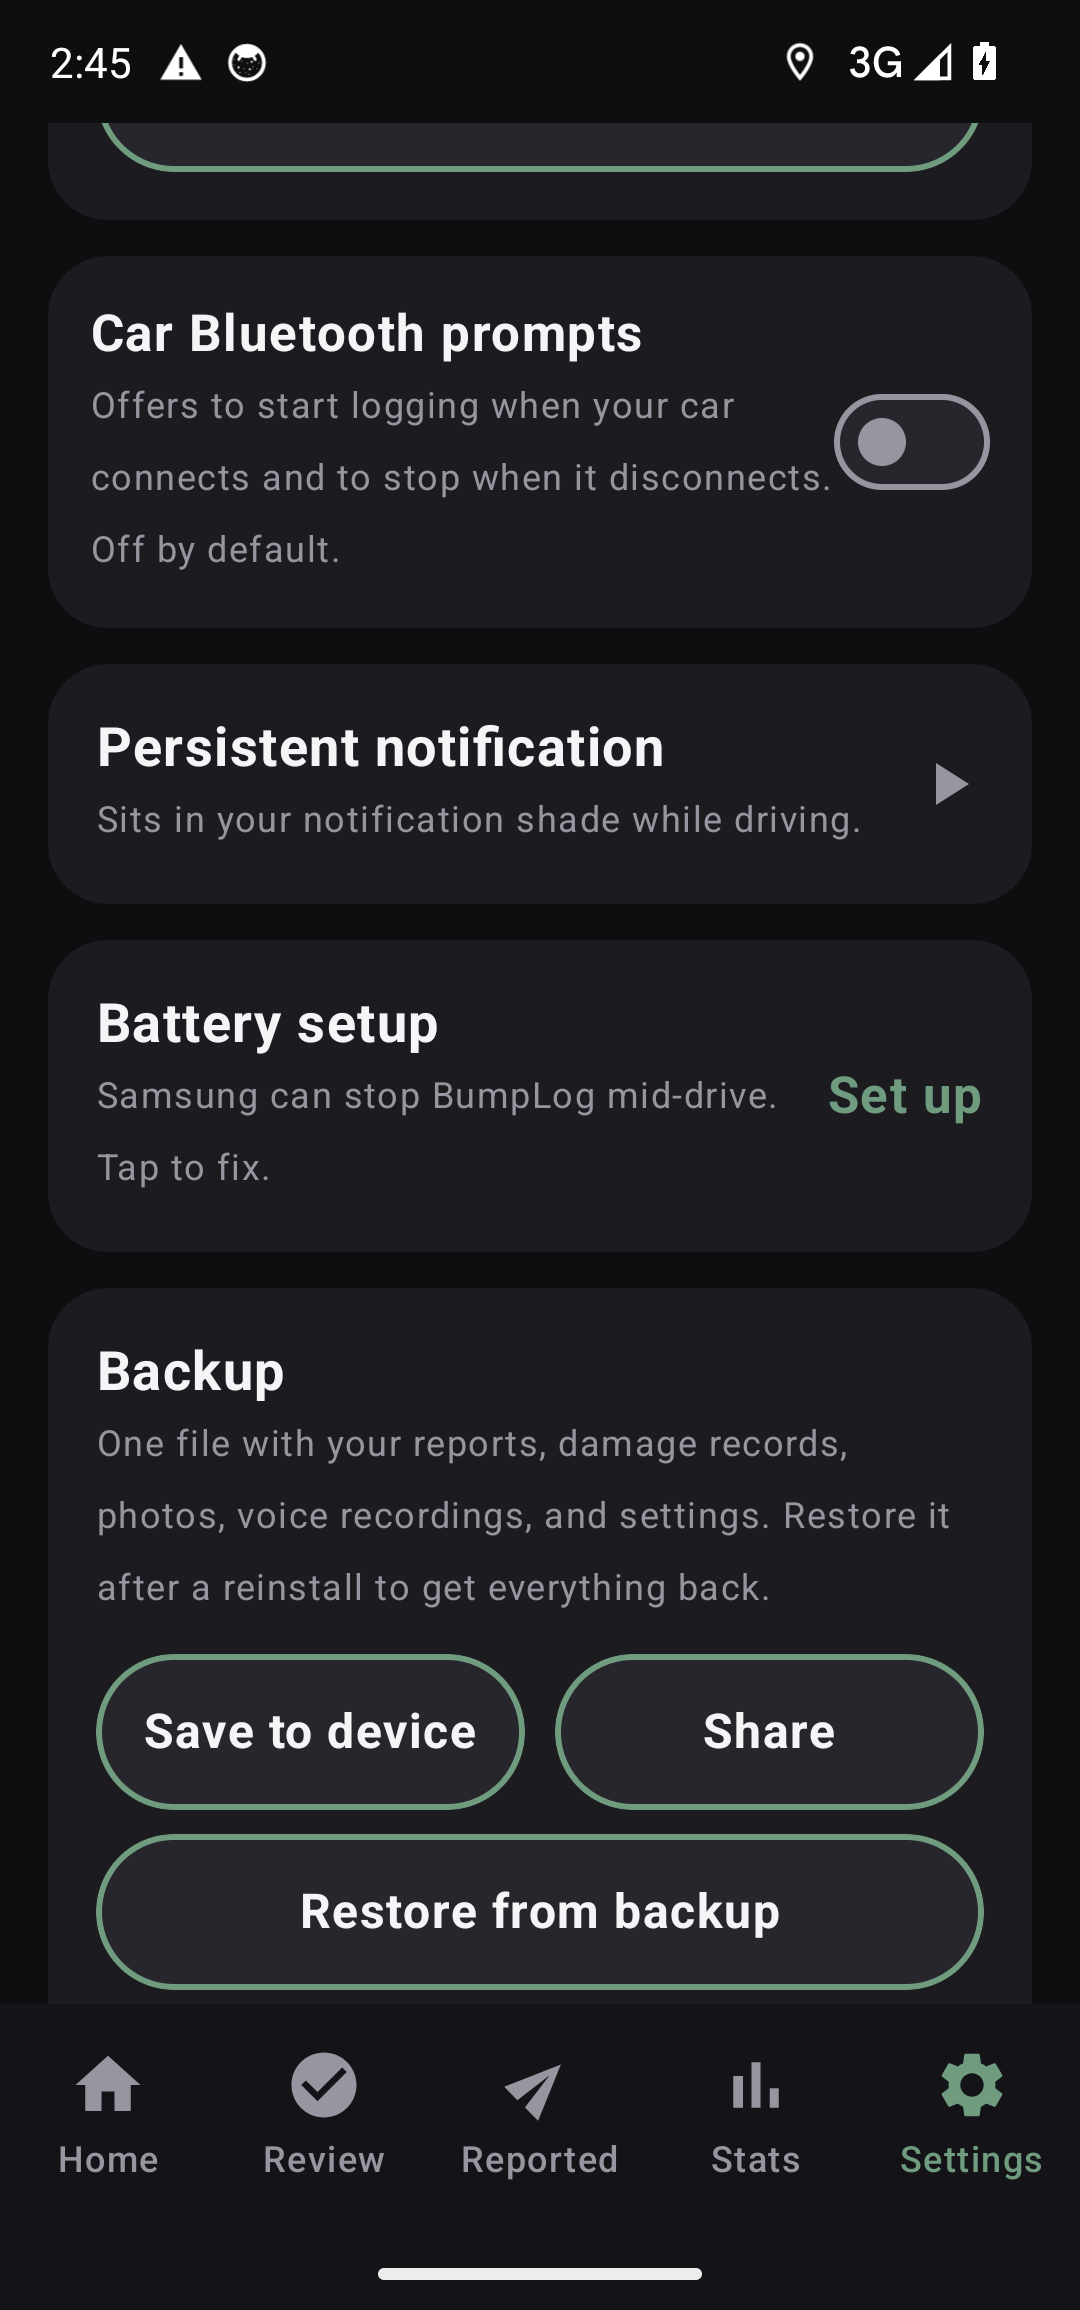 2:45
3G
Car Bluetooth prompts
Offers to start logging when your car
connects and to stop when it disconnects.
Off by default.
Persistent notification
Sits in your notification shade while driving.
Battery setup
Samsung can stop BumpLog mid-drive.
Tap to fix.
Set up
Backup
One file with your reports, damage records,
photos, voice recordings, and settings. Restore it
after a reinstall to get everything back.
Save to device
Share
Restore from backup
Home
Review
Reported
Stats
Settings